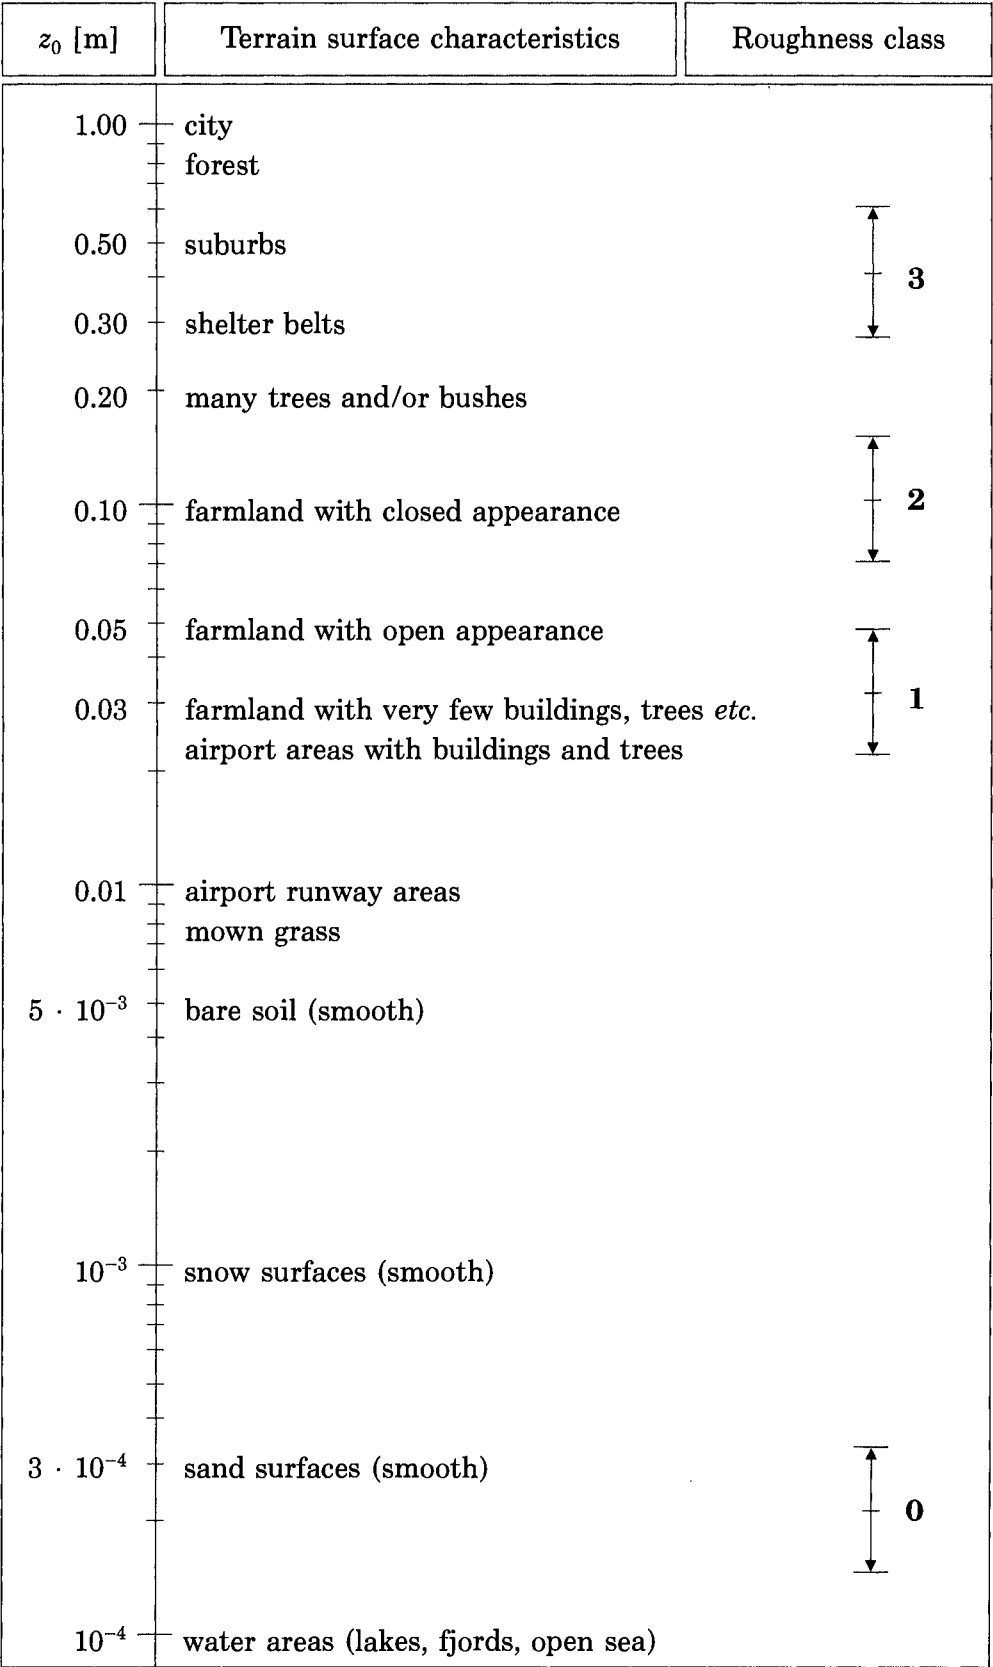 z₀ [m] Terrain surface characteristics Roughness class
1.00 city
forest
0.50 suburbs
3
0.30 shelter belts
0.20 many trees and/or bushes
2
0.10 farmland with closed appearance
0.05 farmland with open appearance
1
0.03 farmland with very few buildings, trees etc.
airport areas with buildings and trees
0.01 airport runway areas
mown grass
5 · 10⁻³ bare soil (smooth)
10⁻³ snow surfaces (smooth)
3 · 10⁻⁴ sand surfaces (smooth)
0
10⁻⁴ water areas (lakes, fjords, open sea)